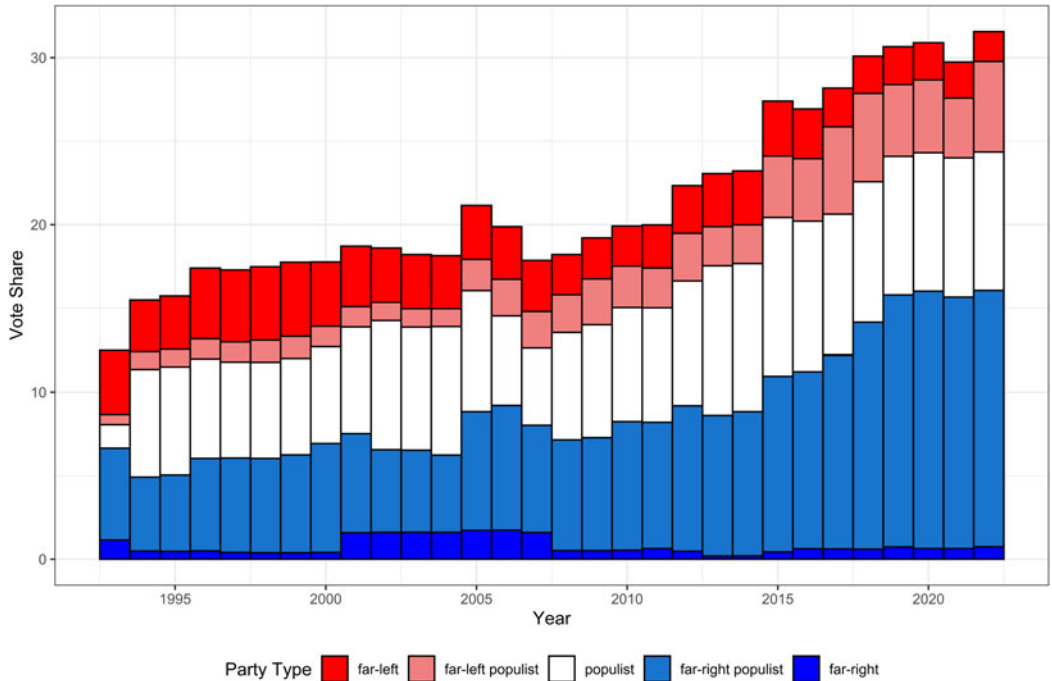 30
20
10
0
Vote Share
1995 2000 2005 2010 2015 2020
Year
Party Type far-left far-left populist populist far-right populist far-right